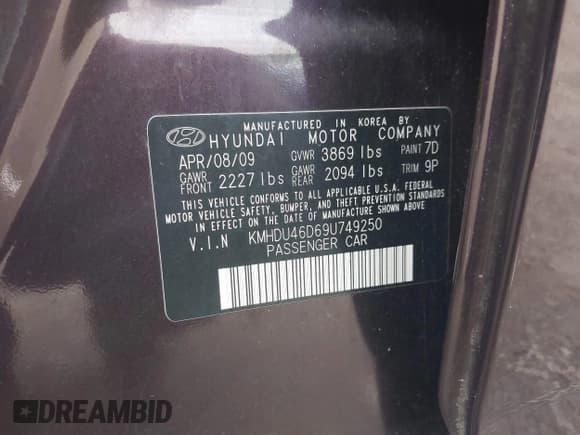 MANUFACTURED IN KOREA BY
HYUNDAI MOTOR COMPANY
APR/08/09 GVWR 3869 lbs PAINT 7D
GAWR FRONT 2227 lbs GAWR REAR 2094 lbs TRIM 9P
THIS VEHICLE CONFORMS TO ALL APPLICABLE U.S.A. FEDERAL
MOTOR VEHICLE SAFETY, BUMPER, AND THEFT PREVENTION STANDARDS
IN EFFECT ON THE DATE OF MANUFACTURE SHOWN ABOVE.
V.I.N KMHDU46D69U749250
PASSENGER CAR
DREAMBID